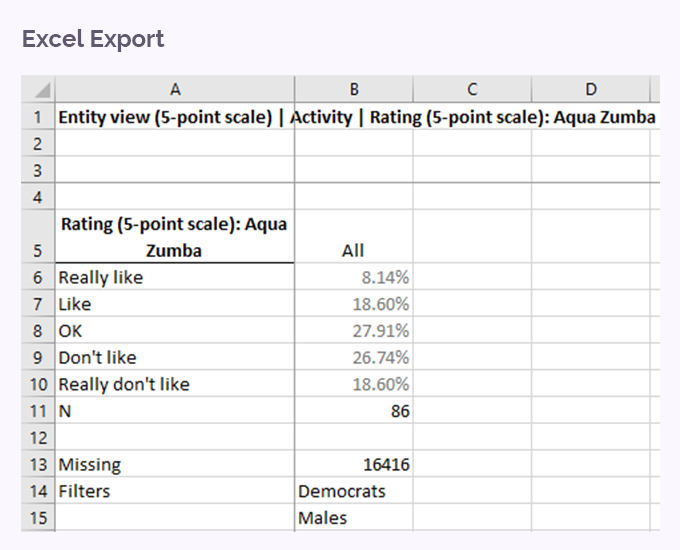 Excel Export
A B C D
1 Entity view (5-point scale) | Activity | Rating (5-point scale): Aqua Zumba
2
3
4
Rating (5-point scale): Aqua
5 Zumba All
6 Really like 8.14%
7 Like 18.60%
8 OK 27.91%
9 Don't like 26.74%
10 Really don't like 18.60%
11 N 86
12
13 Missing 16416
14 Filters Democrats
15 Males